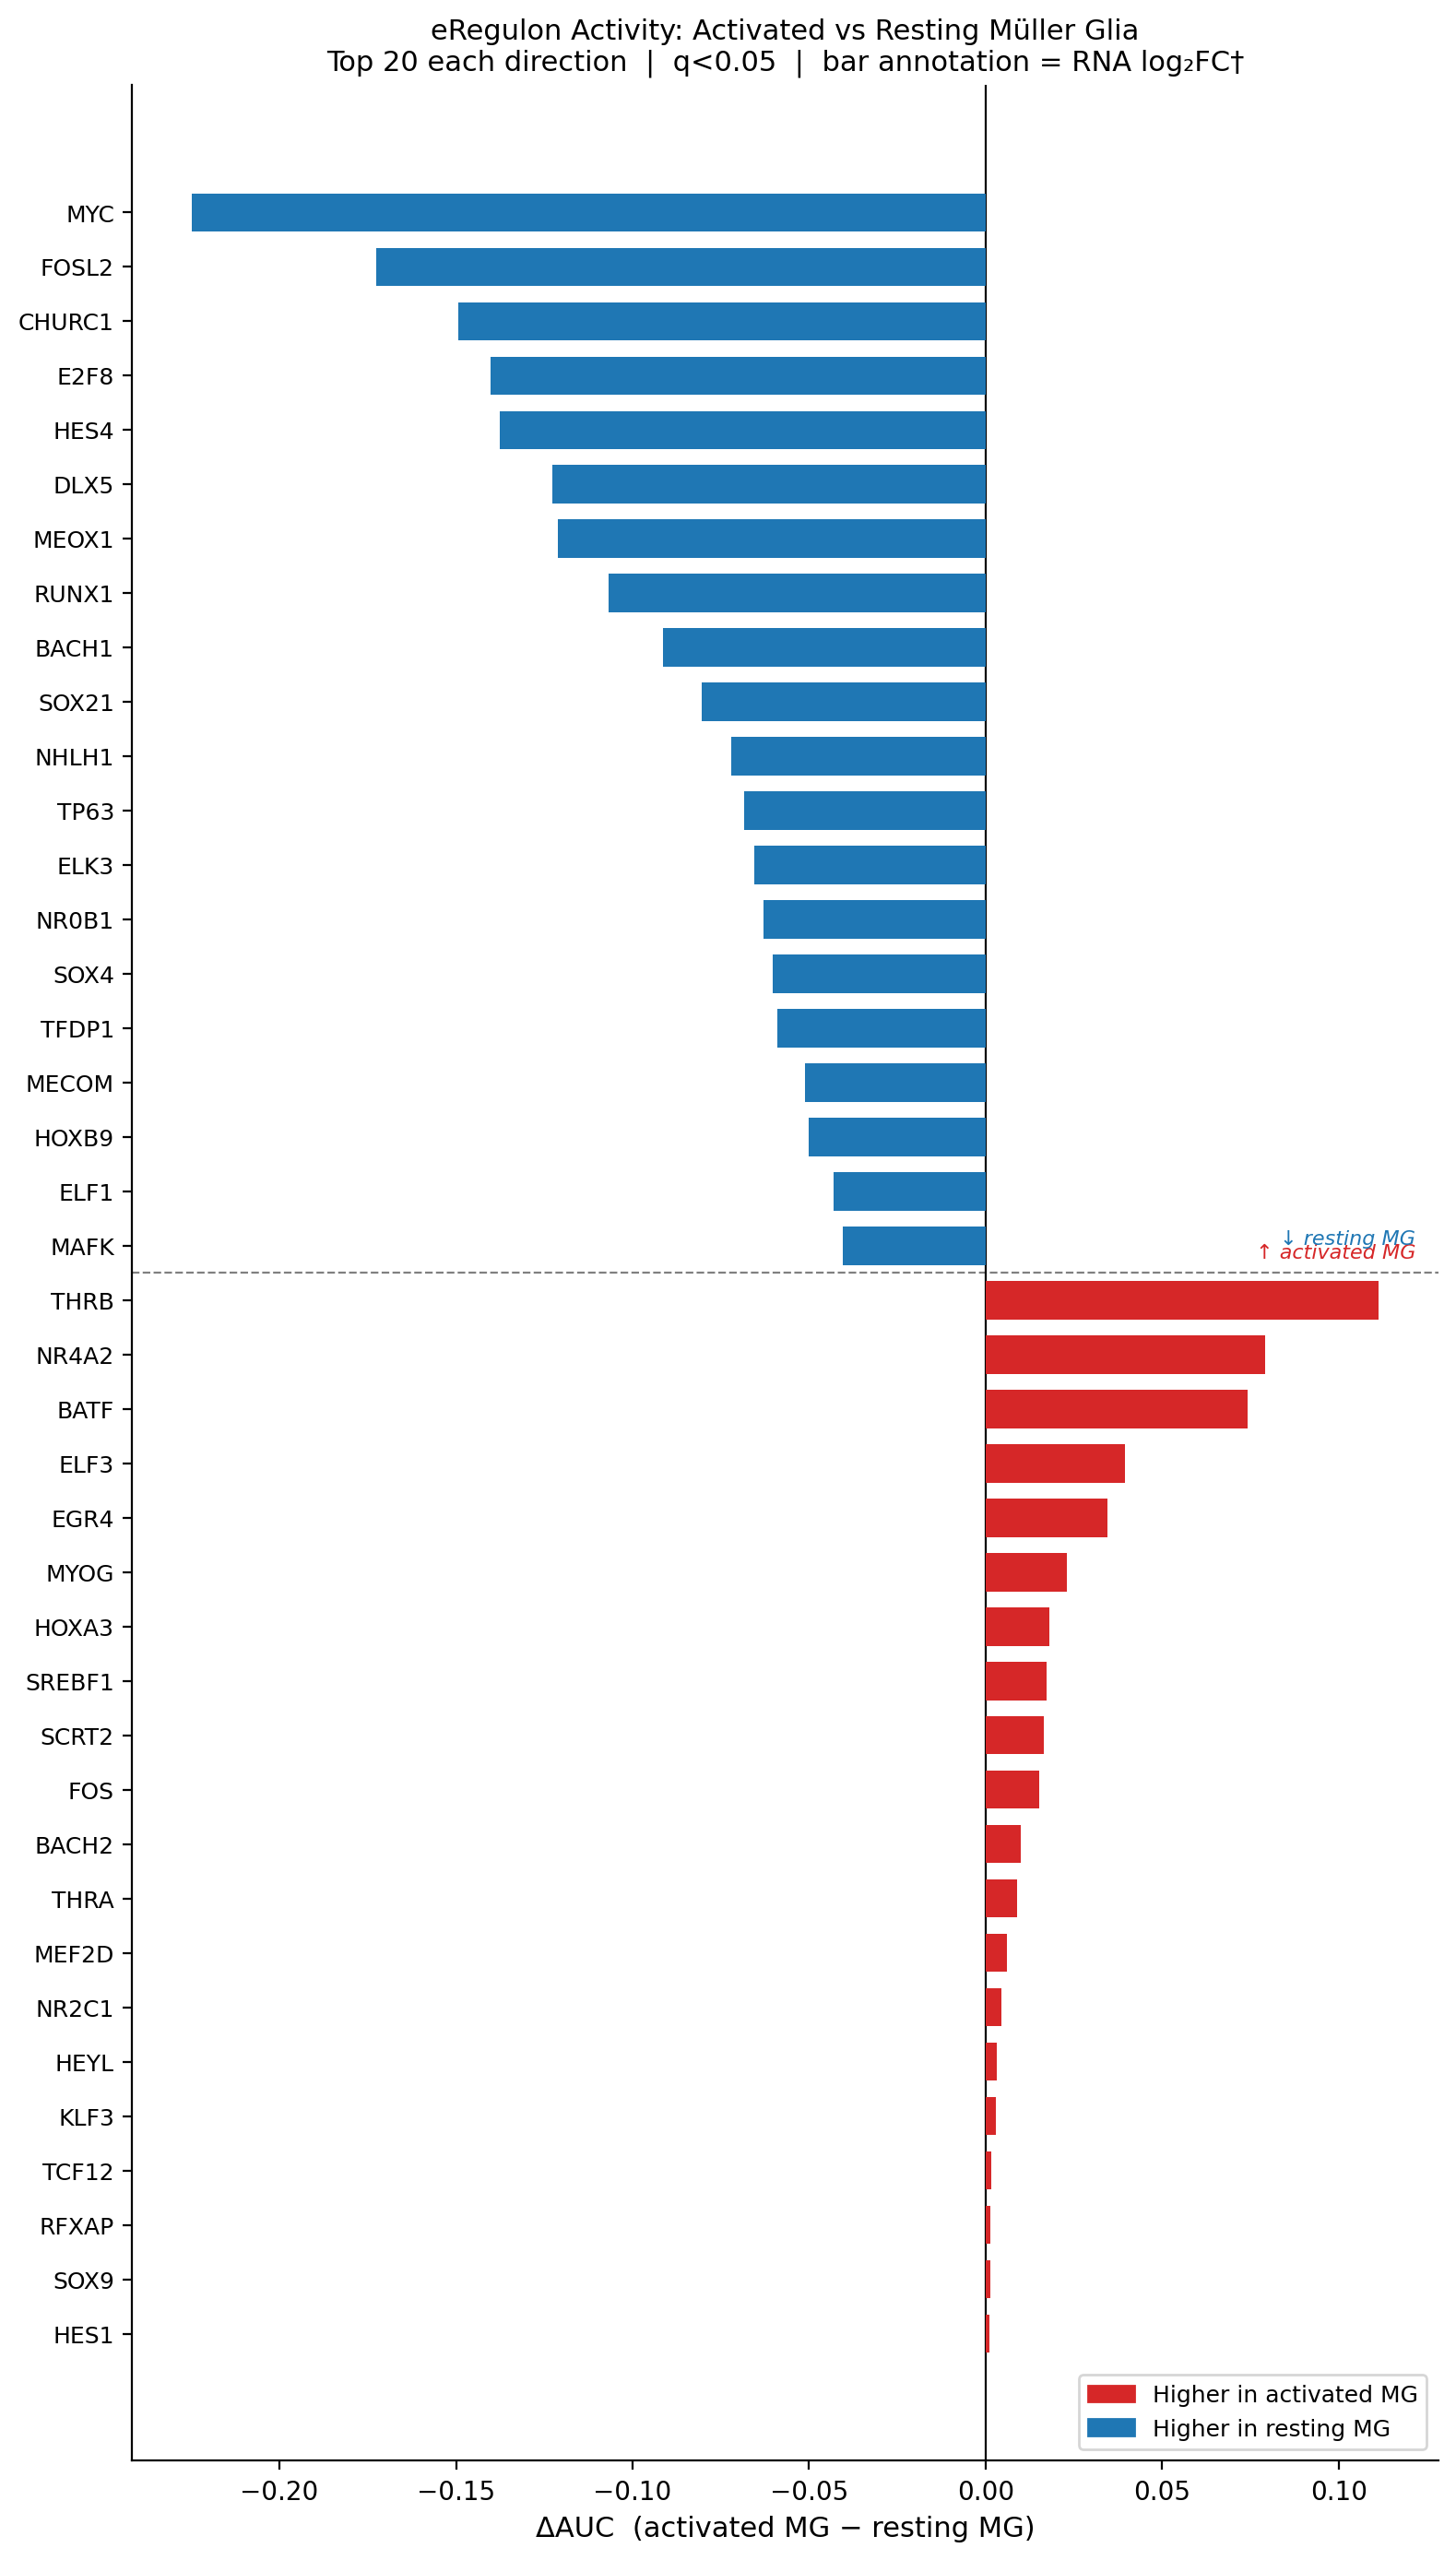 eRegulon Activity: Activated vs Resting Müller Glia
Top 20 each direction | q<0.05 | bar annotation = RNA log₂FC†
MYC
FOSL2
CHURC1
E2F8
HES4
DLX5
MEOX1
RUNX1
BACH1
SOX21
NHLH1
TP63
ELK3
NR0B1
SOX4
TFDP1
MECOM
HOXB9
ELF1
MAFK
↓ resting MG
↑ activated MG
THRB
NR4A2
BATF
ELF3
EGR4
MYOG
HOXA3
SREBF1
SCRT2
FOS
BACH2
THRA
MEF2D
NR2C1
HEYL
KLF3
TCF12
RFXAP
SOX9
HES1
Higher in activated MG
Higher in resting MG
−0.20 −0.15 −0.10 −0.05 0.00 0.05 0.10
ΔAUC (activated MG − resting MG)